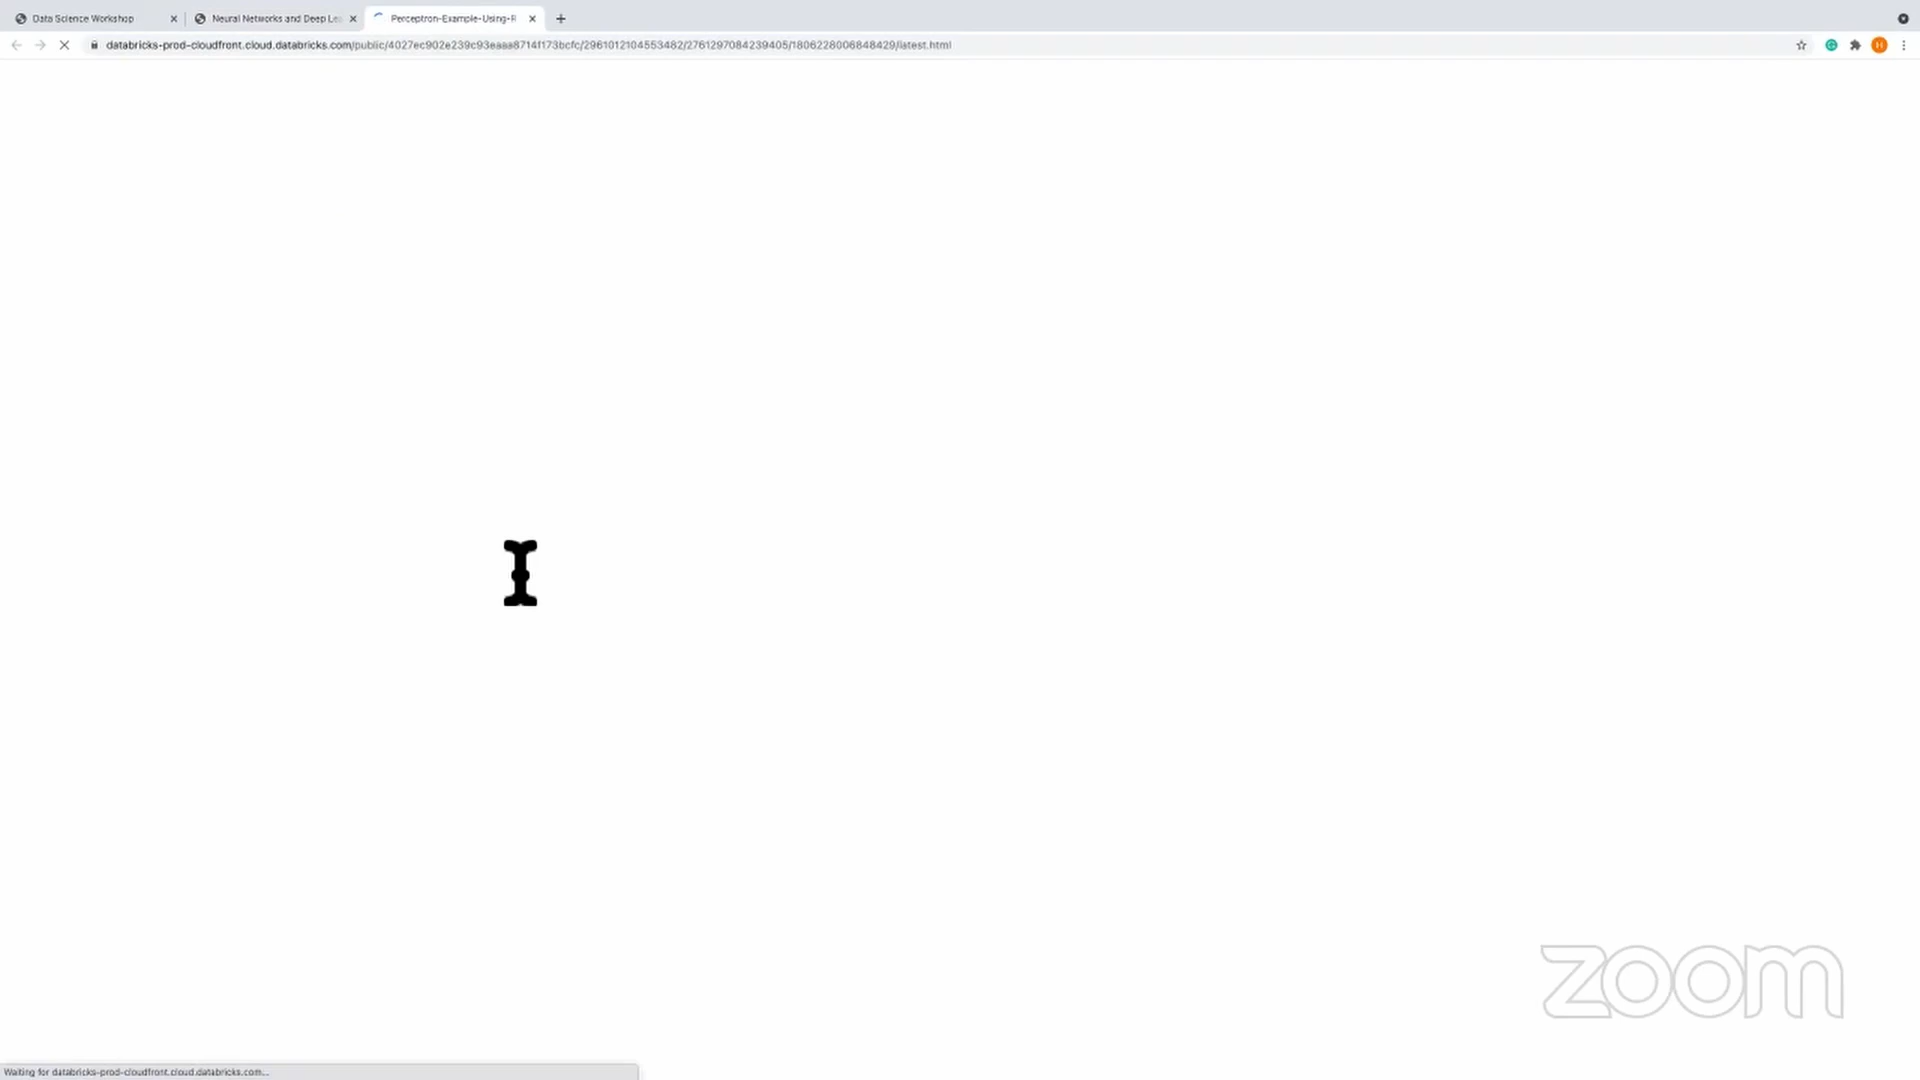 Data Science Workshop
Neural Networks and Deep Le
Perceptron-Example-Using-R
databricks-prod-cloudfront.cloud.databricks.com/public/4027ec902e239c93eaaa8714f173bcfc/2961012104553482/2761297084239405/1806228006848429/latest.html
H
zoom
Waiting for databricks-prod-cloudfront.cloud.databricks.com...